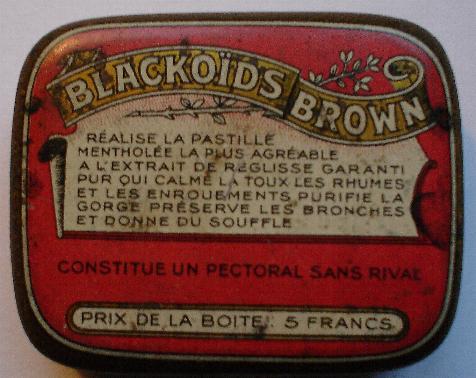 BLACKOÏDS BROWN
RÉALISE LA PASTILLE
MENTHOLÉE LA PLUS AGRÉABLE
A L'EXTRAIT DE REGLISSE GARANTI
PUR QUI CALME LA TOUX LES RHUMES
ET LES ENROUEMENTS PURIFIE LA
GORGE PRÉSERVE LES BRONCHES
ET DONNE DU SOUFFLE
CONSTITUE UN PECTORAL SANS RIVAL
PRIX DE LA BOITE: 5 FRANCS